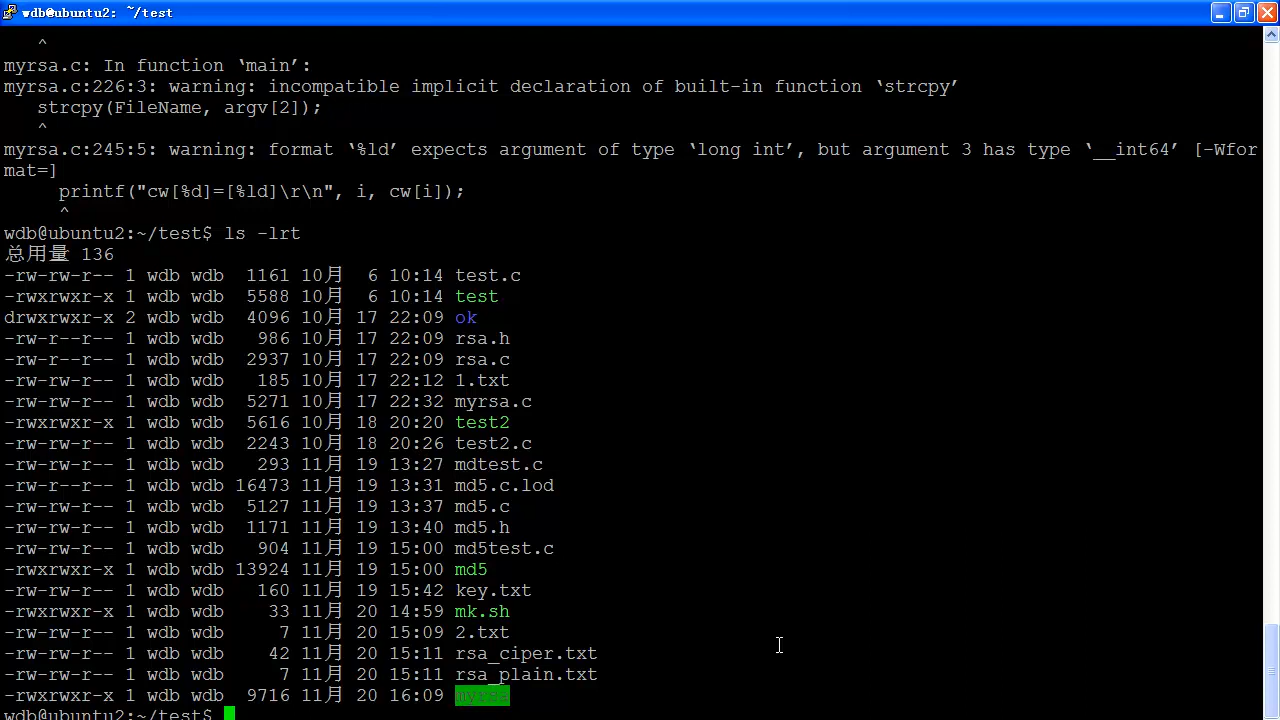 wdb@ubuntu2: ~/test
^
myrsa.c: In function ‘main’:
myrsa.c:226:3: warning: incompatible implicit declaration of built-in function ‘strcpy’
strcpy(FileName, argv[2]);
^
myrsa.c:245:5: warning: format ‘%ld’ expects argument of type ‘long int’, but argument 3 has type ‘__int64’ [-Wfor
mat=]
printf("cw[%d]=[%ld]\r\n", i, cw[i]);
^
wdb@ubuntu2:~/test$ ls -lrt
总用量 136
-rw-rw-r-- 1 wdb wdb  1161 10月  6 10:14 test.c
-rwxrwxr-x 1 wdb wdb  5588 10月  6 10:14 test
drwxrwxr-x 2 wdb wdb  4096 10月 17 22:09 ok
-rw-r--r-- 1 wdb wdb   986 10月 17 22:09 rsa.h
-rw-r--r-- 1 wdb wdb  2937 10月 17 22:09 rsa.c
-rw-rw-r-- 1 wdb wdb   185 10月 17 22:12 1.txt
-rw-rw-r-- 1 wdb wdb  5271 10月 17 22:32 myrsa.c
-rwxrwxr-x 1 wdb wdb  5616 10月 18 20:20 test2
-rw-rw-r-- 1 wdb wdb  2243 10月 18 20:26 test2.c
-rw-rw-r-- 1 wdb wdb   293 11月 19 13:27 mdtest.c
-rw-r--r-- 1 wdb wdb 16473 11月 19 13:31 md5.c.lod
-rw-rw-r-- 1 wdb wdb  5127 11月 19 13:37 md5.c
-rw-rw-r-- 1 wdb wdb  1171 11月 19 13:40 md5.h
-rw-rw-r-- 1 wdb wdb   904 11月 19 15:00 md5test.c
-rwxrwxr-x 1 wdb wdb 13924 11月 19 15:00 md5
-rw-rw-r-- 1 wdb wdb   160 11月 19 15:42 key.txt
-rwxrwxr-x 1 wdb wdb    33 11月 20 14:59 mk.sh
-rw-rw-r-- 1 wdb wdb     7 11月 20 15:09 2.txt
-rw-rw-r-- 1 wdb wdb    42 11月 20 15:11 rsa_ciper.txt
-rw-rw-r-- 1 wdb wdb     7 11月 20 15:11 rsa_plain.txt
-rwxrwxr-x 1 wdb wdb  9716 11月 20 16:09
wdb@ubuntu2:~/test$